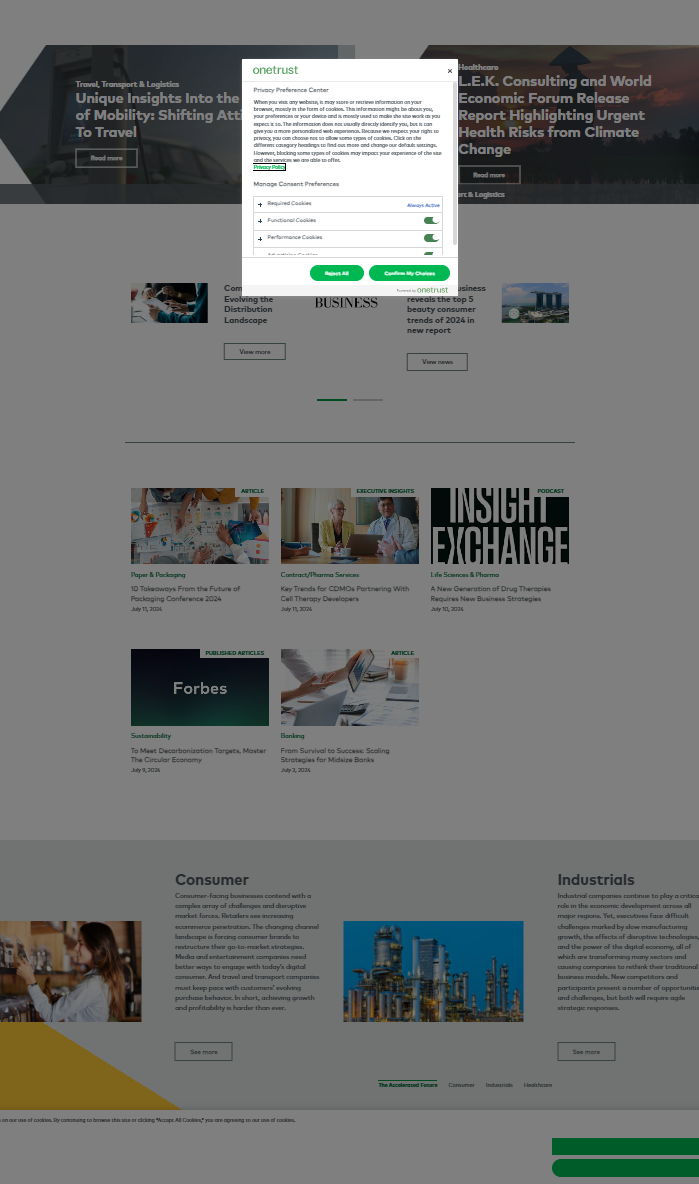 onetrust
Privacy Preference Center
When you visit any website, it may store or retrieve information on your
browser, mostly in the form of cookies. This information might be about you,
your preferences or your device and is mostly used to make the site work as you
expect it to. The information does not usually directly identify you, but it can
give you a more personalized web experience. Because we respect your right to
privacy, you can choose not to allow some types of cookies. Click on the
different category headings to find out more and change our default settings.
However, blocking some types of cookies may impact your experience of the site
and the services we are able to offer.
Privacy Policy
Manage Consent Preferences
Required Cookies
Always Active
Functional Cookies
Performance Cookies
Reject All
Confirm My Choices
Powered by onetrust
Travel, Transport & Logistics
Unique Insights Into the
of Mobility: Shifting Atti
To Travel
Read more
Healthcare
L.E.K. Consulting and World
Economic Forum Release
Report Highlighting Urgent
Health Risks from Climate
Change
Read more
& Logistics
Evolving the
Distribution
Landscape
View more
BUSINESS
usiness
reveals the top 5
beauty consumer
trends of 2024 in
new report
View news
ARTICLE
Paper & Packaging
10 Takeaways From the Future of
Packaging Conference 2024
July 11, 2024
EXECUTIVE INSIGHTS
Contract/Pharma Services
Key Trends for CDMOs Partnering With
Cell Therapy Developers
July 11, 2024
PODCAST
INSIGHT
EXCHANGE
Life Sciences & Pharma
A New Generation of Drug Therapies
Requires New Business Strategies
July 10, 2024
PUBLISHED ARTICLES
Forbes
Sustainability
To Meet Decarbonization Targets, Master
The Circular Economy
July 9, 2024
ARTICLE
Banking
From Survival to Success: Scaling
Strategies for Midsize Banks
July 3, 2024
Consumer
Consumer-facing businesses contend with a
complex array of challenges and disruptive
market forces. Retailers see increasing
ecommerce penetration. The changing channel
landscape is forcing consumer brands to
restructure their go-to-market strategies.
Media and entertainment companies need
better ways to engage with today's digital
consumer. And travel and transport companies
must keep pace with customers' evolving
purchase behavior. In short, achieving growth
and profitability is harder than ever.
See more
Industrials
Industrial companies continue to play a critica
role in the economic development across all
major regions. Yet, executives face difficult
challenges marked by slow manufacturing
growth, the effects of disruptive technologies,
and the power of the digital economy, all of
which are transforming many sectors and
causing companies to rethink their traditional
business models. New competitors and
participants present a number of opportunitie
and challenges, but both will require agile
strategic responses.
See more
The Accelerated Future
Consumer
Industrials
Healthcare
on our use of cookies. By continuing to browse this site or clicking "Accept All Cookies," you are agreeing to our use of cookies.